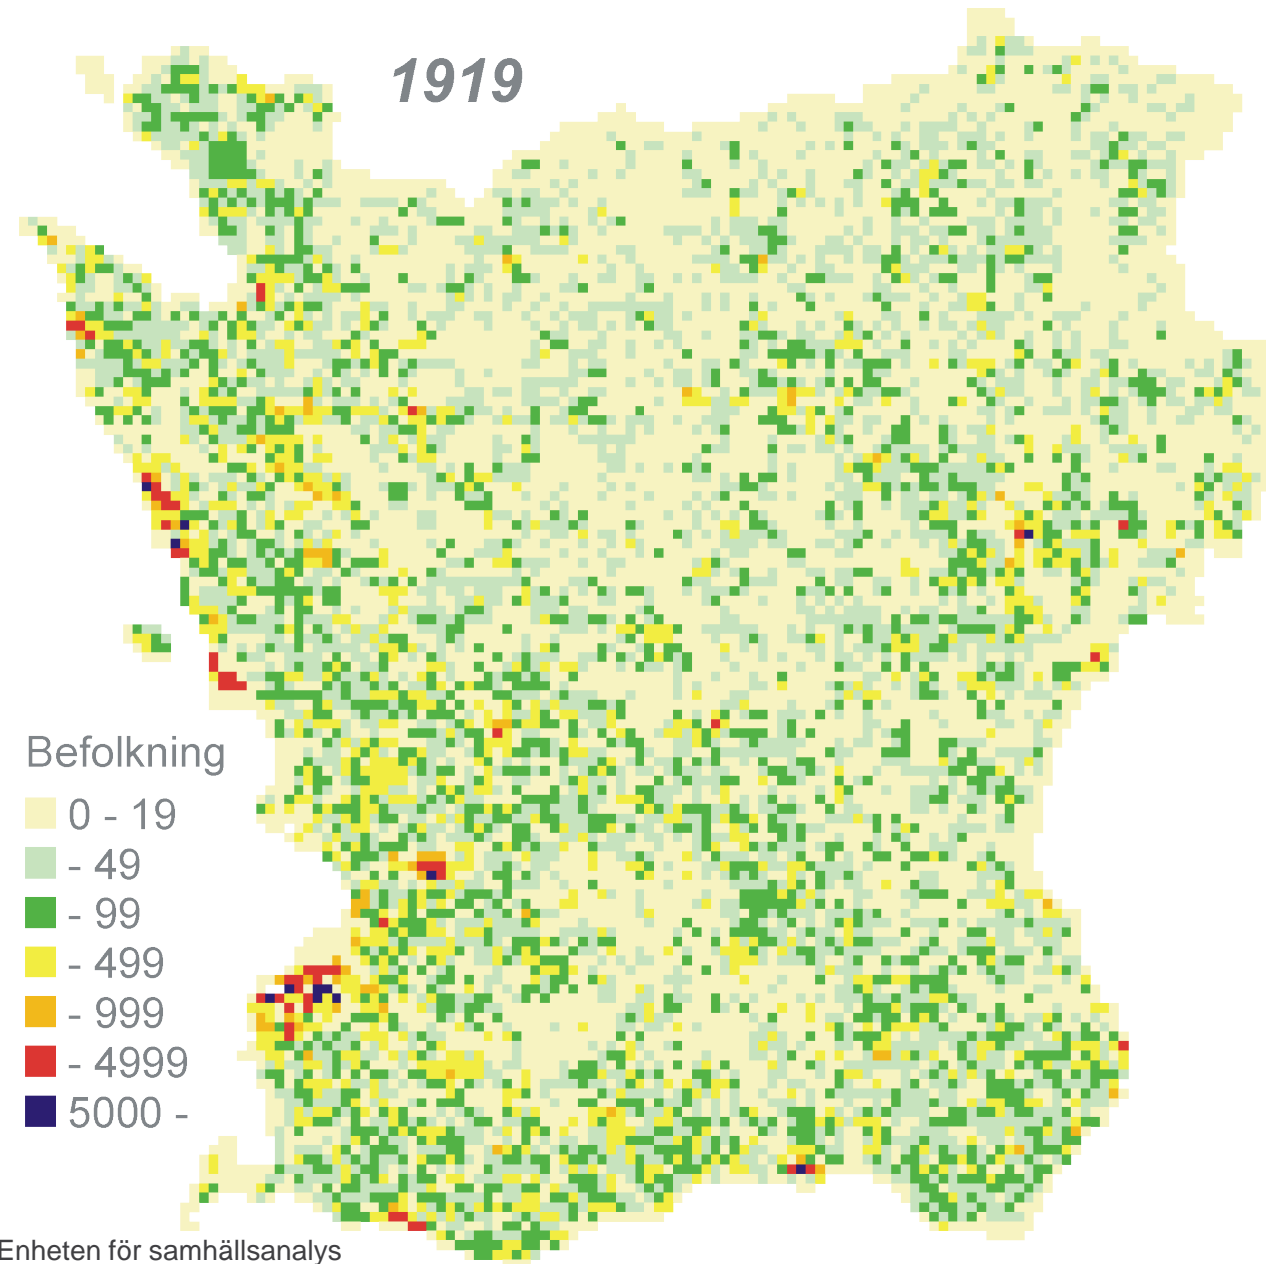 1919
Befolkning
0 - 19
- 49
- 99
- 499
- 999
- 4999
5000 -
Enheten för samhällsanalys